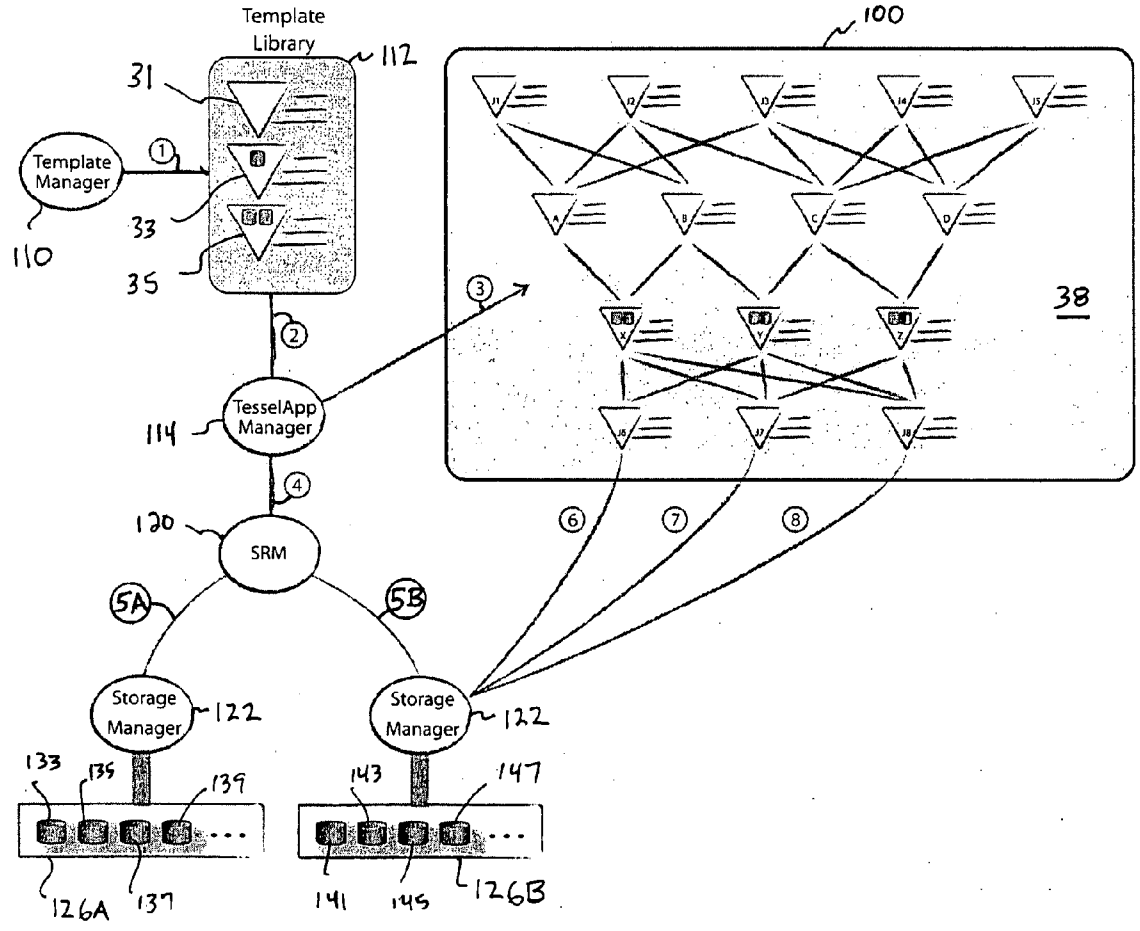 Template
Library
100
112
31
J1
J2
J3
J4
J5
1
Template
Manager
33
A
B
C
D
110
35
3
38
2
X
Y
Z
TesselApp
Manager
114
J6
J7
J8
4
120
6
7
8
SRM
5A
5B
Storage
Manager
122
Storage
Manager
122
133
135
139
143
147
126A
137
141
145
126B